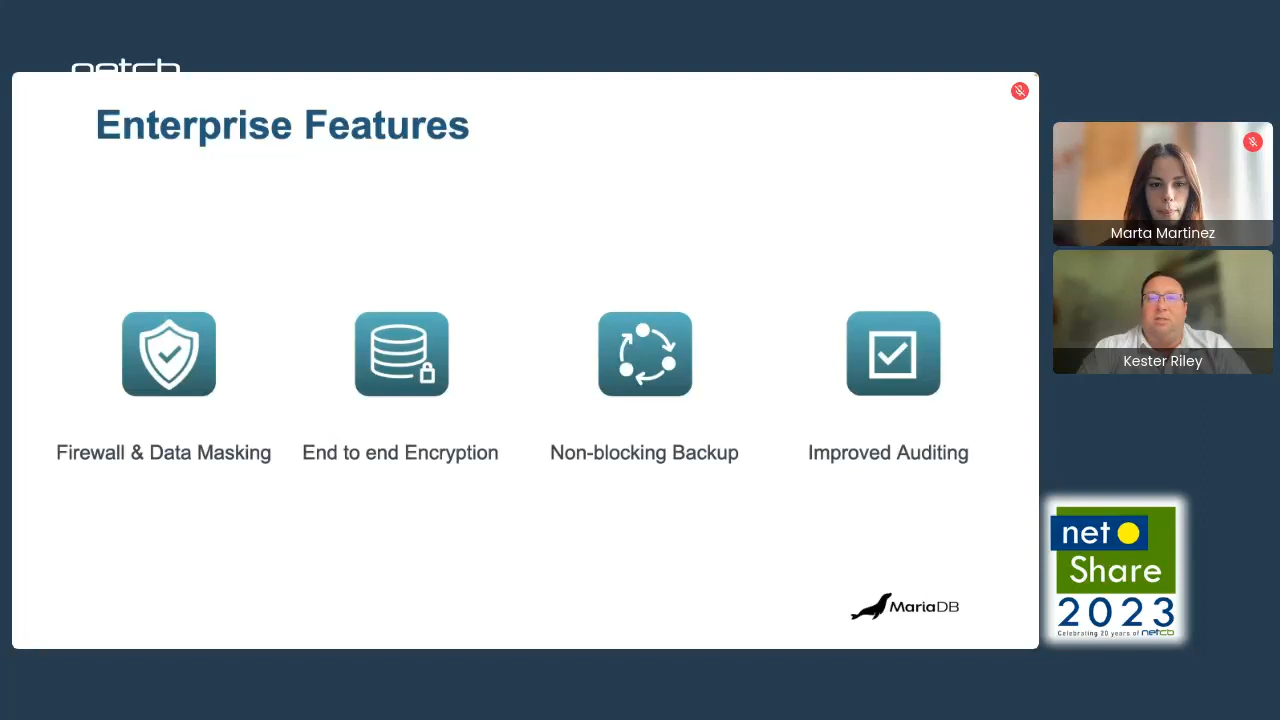 netcb
Enterprise Features
Firewall & Data Masking
End to end Encryption
Non-blocking Backup
Improved Auditing
MariaDB
Marta Martinez
Kester Riley
net
Share
2023
Celebrating 20 years of netcb